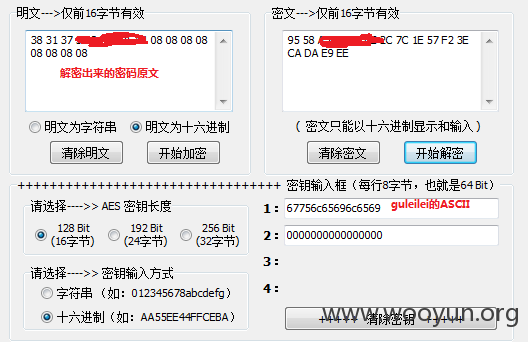 明文--->仅前16字节有效
38 31 37 08 08 08 08
08 08 08 08
解密出来的密码原文
明文为字符串 明文为十六进制
清除明文 开始加密
密文--->仅前16字节有效
95 58 2C 7C 1E 57 F2 3E
CA DA E9 EE
( 密文只能以十六进制显示和输入 )
清除密文 开始解密
++++++++++++++++++++++++++++++++ 密钥输入框 (每行8字节,也就是64 Bit)
请选择---->> AES 密钥长度
128 Bit (16字节) 192 Bit (24字节) 256 Bit (32字节)
请选择---->> 密钥输入方式
字符串 (如:012345678abcdefg)
十六进制 (如:AA55EE44FFCEBA)
1: 67756c65696c6569 guleilei的ASCII
2: 0000000000000000
3:
4:
+++++ 清除密钥 +++++
www.wooyun.org